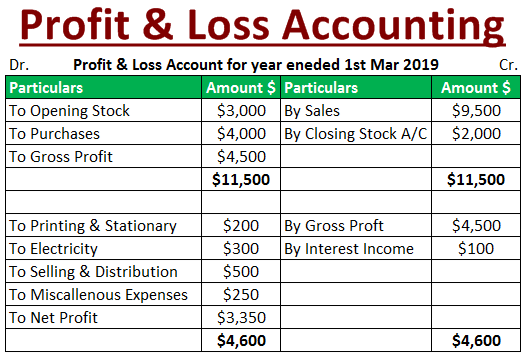 Profit & Loss Accounting
Dr. Profit & Loss Account for year eneded 1st Mar 2019 Cr.
Particulars Amount $ Particulars Amount $
To Opening Stock $3,000 By Sales $9,500
To Purchases $4,000 By Closing Stock A/C $2,000
To Gross Profit $4,500
$11,500 $11,500
To Printing & Stationary $200 By Gross Proft $4,500
To Electricity $300 By Interest Income $100
To Selling & Distribution $500
To Miscallenous Expenses $250
To Net Profit $3,350
$4,600 $4,600